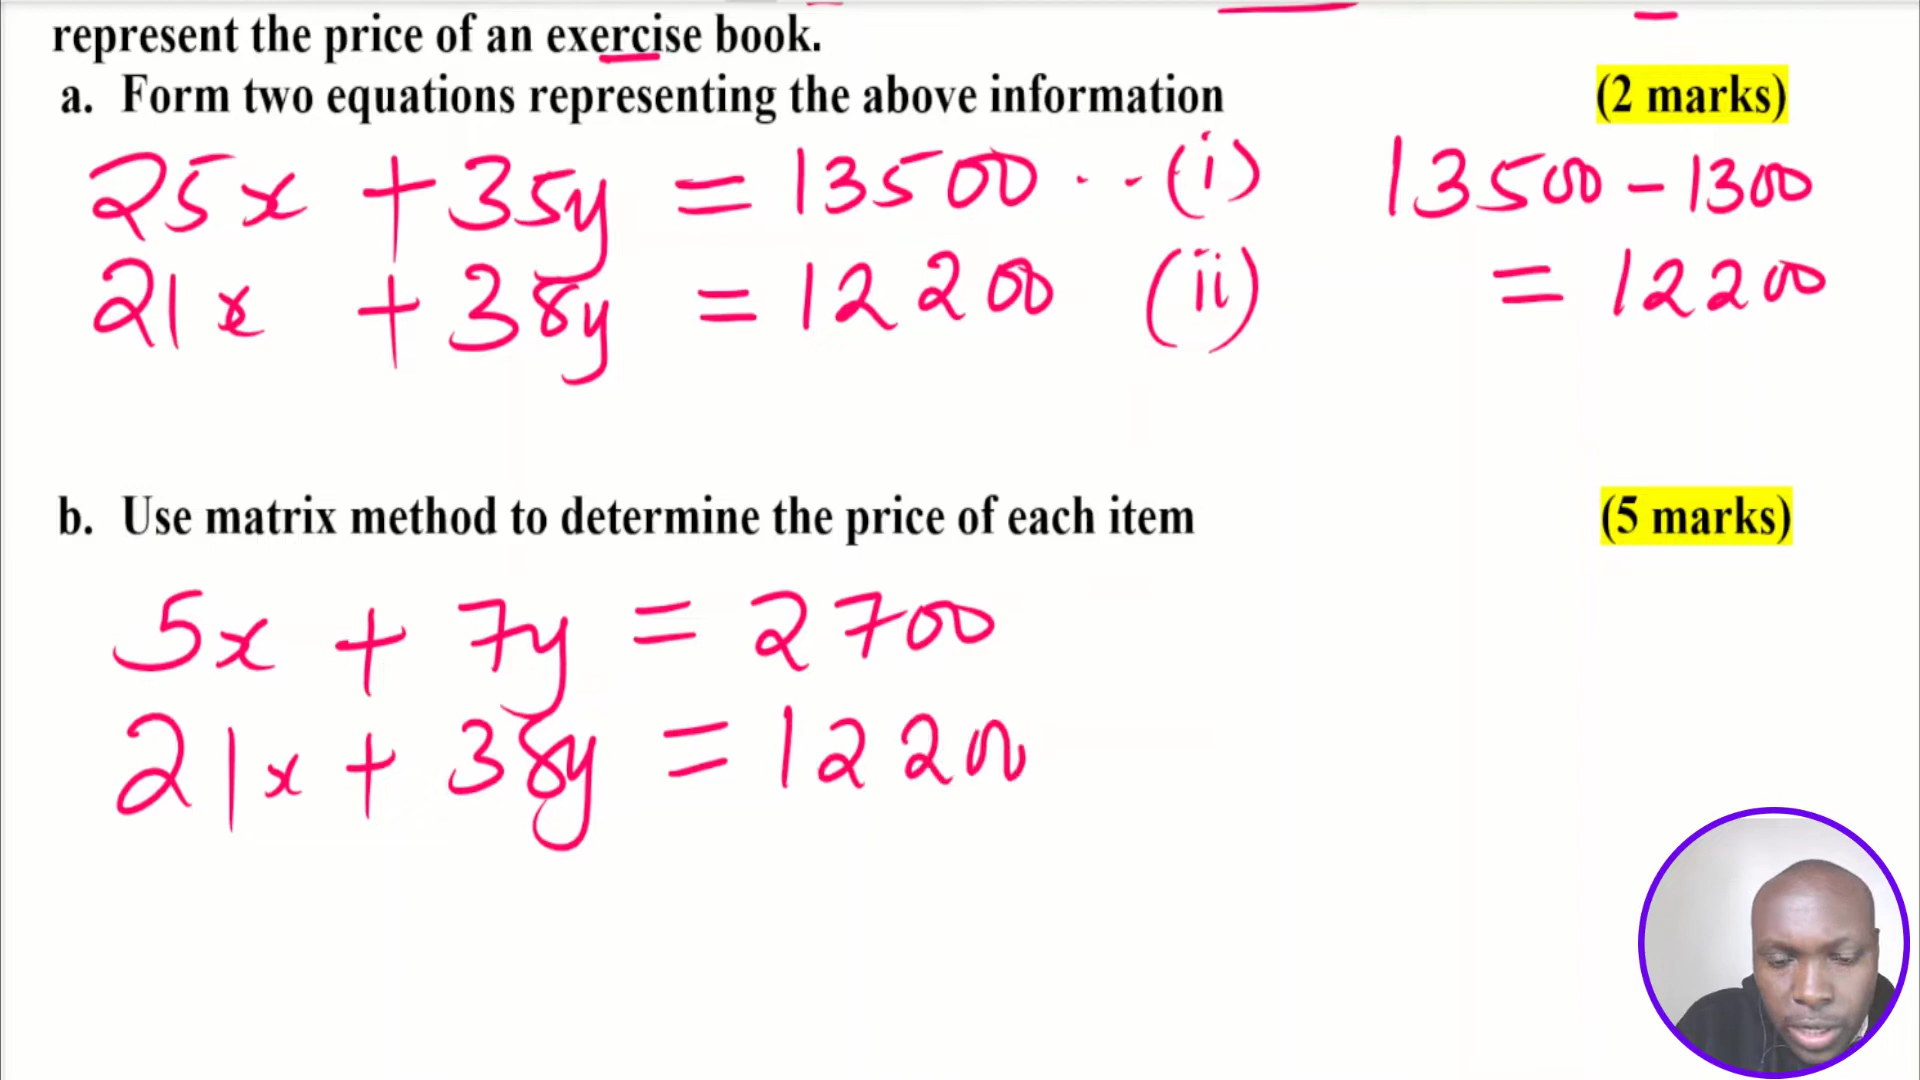 represent the price of an exercise book.
a. Form two equations representing the above information (2 marks)
25x + 35y = 13500 ..(i) 13500 - 1300
21x + 38y = 12200 (ii) = 12200
b. Use matrix method to determine the price of each item (5 marks)
5x + 7y = 2700
21x + 38y = 12200